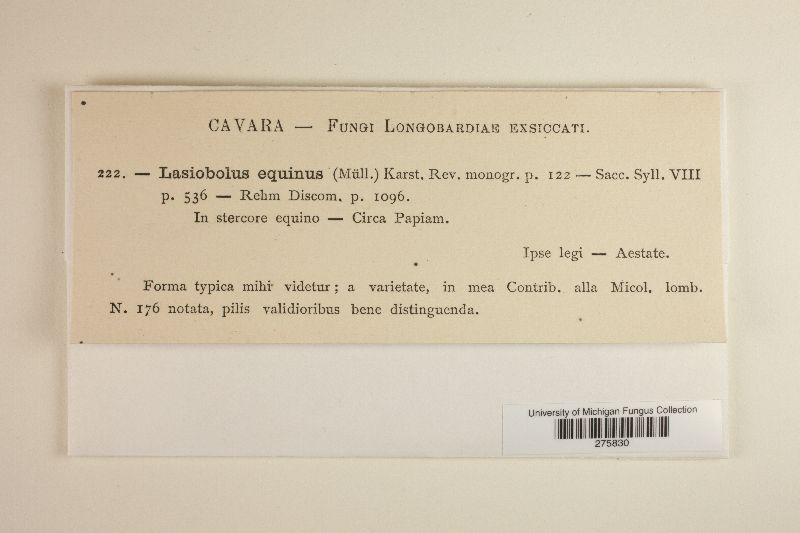 CAVARA — FUNGI LONGOBARDIAE EXSICCATI.
222. — Lasiobolus equinus (Müll.) Karst. Rev. monogr. p. 122 — Sacc. Syll. VIII
p. 536 — Rehm Discom. p. 1096.
In stercore equino — Circa Papiam.
Ipse legi — Aestate.
Forma typica mihi videtur; a varietate, in mea Contrib. alla Micol. lomb.
N. 176 notata, pilis validioribus bene distinguenda.
University of Michigan Fungus Collection
275830